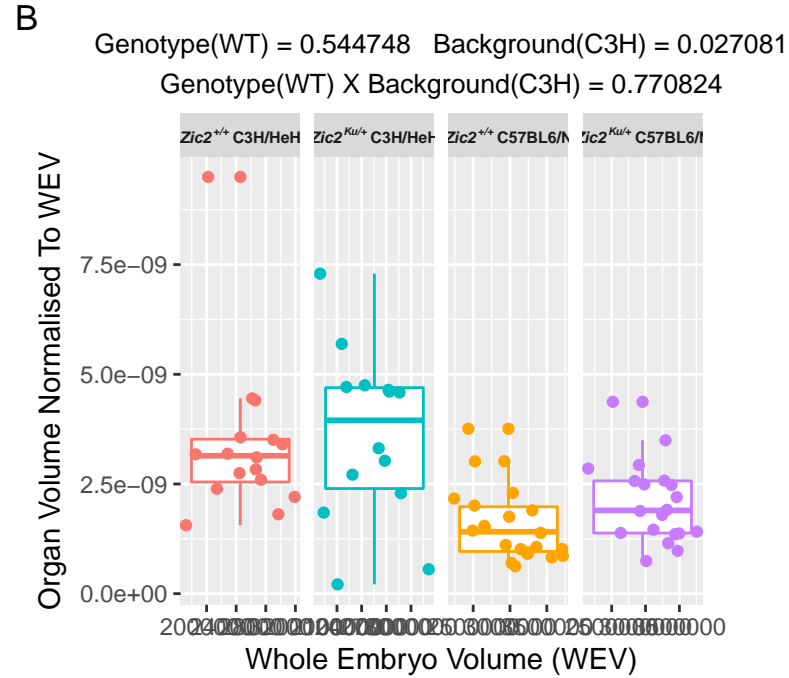 B
Genotype(WT) = 0.544748 Background(C3H) = 0.027081
Genotype(WT) X Background(C3H) = 0.770824
Zic2+/+ C3H/HeH Zic2Ku/+ C3H/HeH Zic2+/+ C57BL6/N Zic2Ku/+ C57BL6/N
Organ Volume Normalised To WEV
7.5e−09
5.0e−09
2.5e−09
0.0e+00
Whole Embryo Volume (WEV)